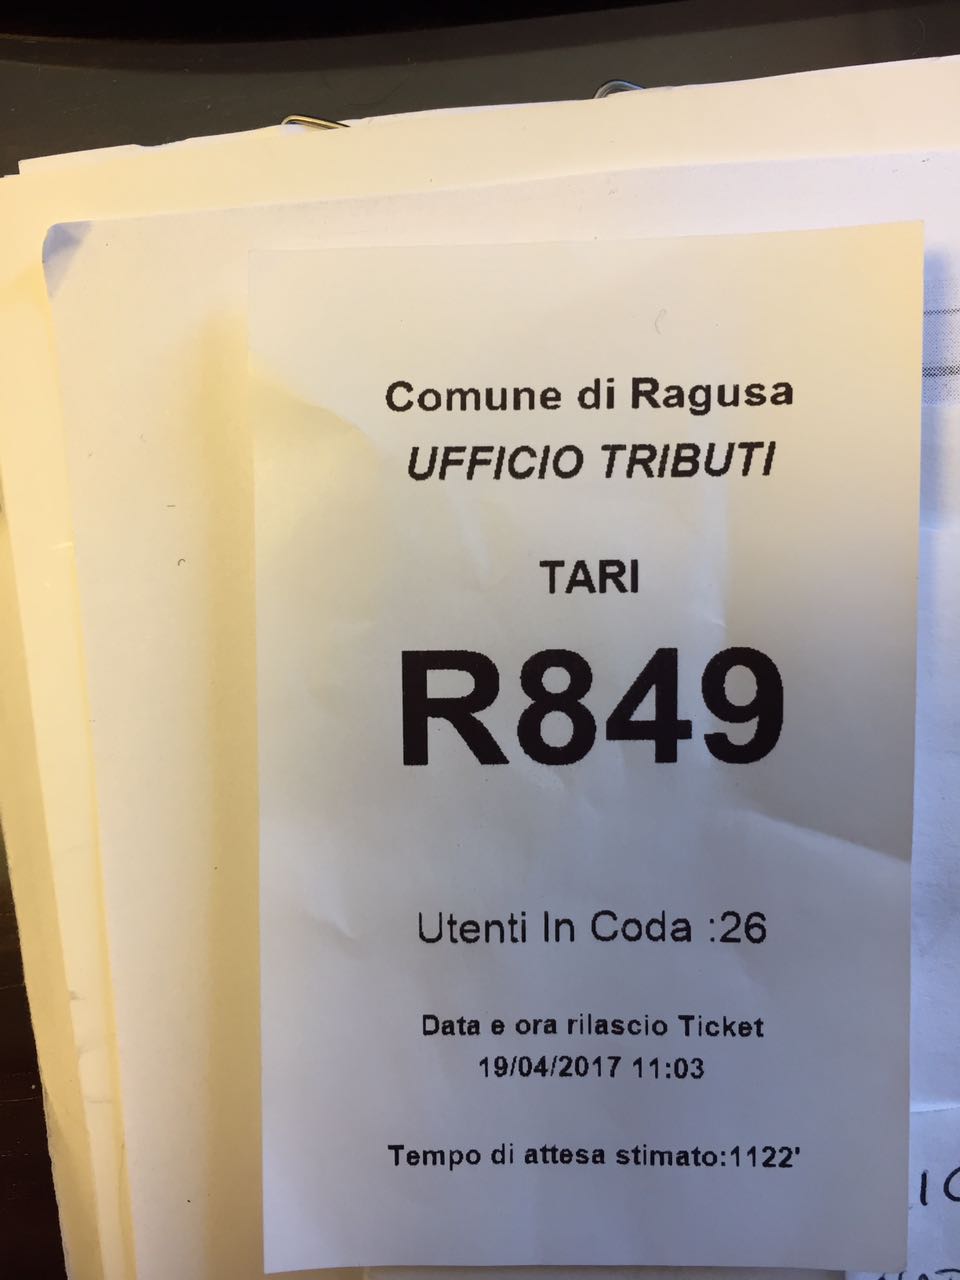 Comune di Ragusa
UFFICIO TRIBUTI
TARI
R849
Utenti In Coda :26
Data e ora rilascio Ticket
19/04/2017 11:03
Tempo di attesa stimato:1122'